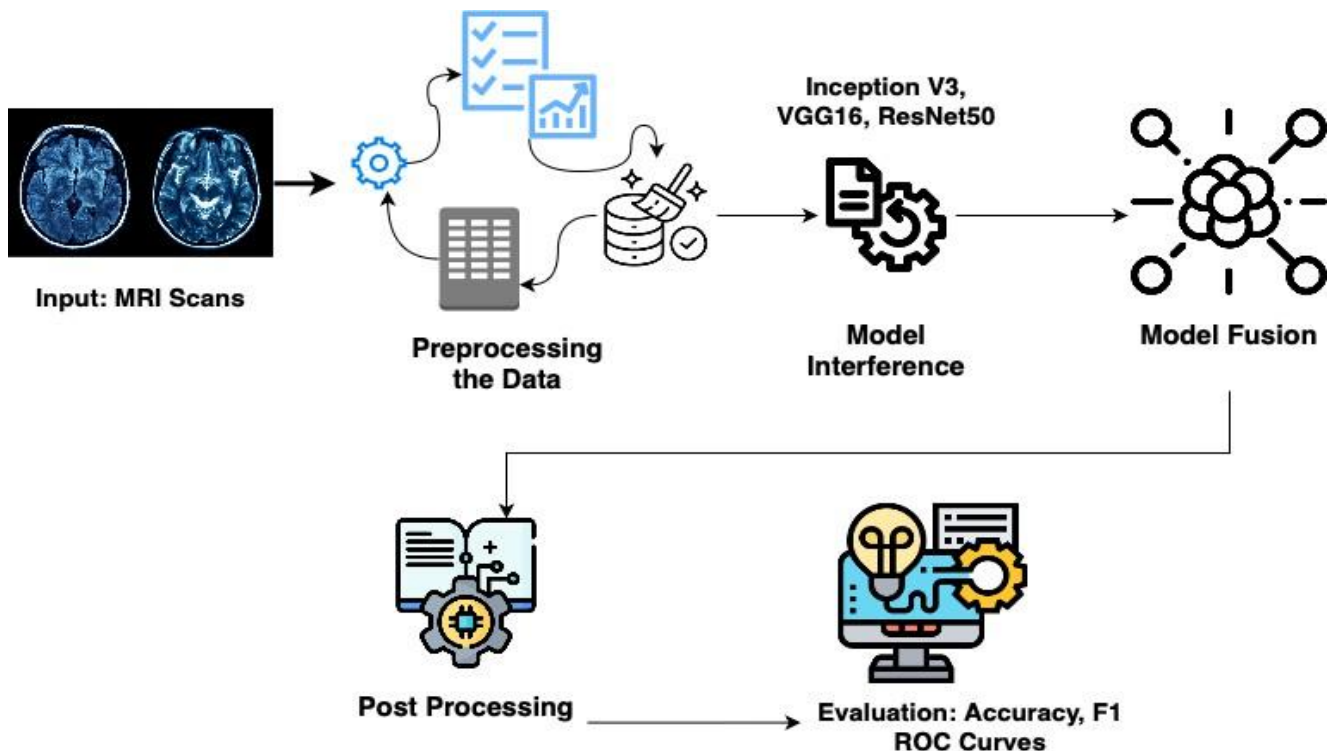 Input: MRI Scans
Preprocessing
the Data
Inception V3,
VGG16, ResNet50
Model
Interference
Model Fusion
Post Processing
Evaluation: Accuracy, F1
ROC Curves